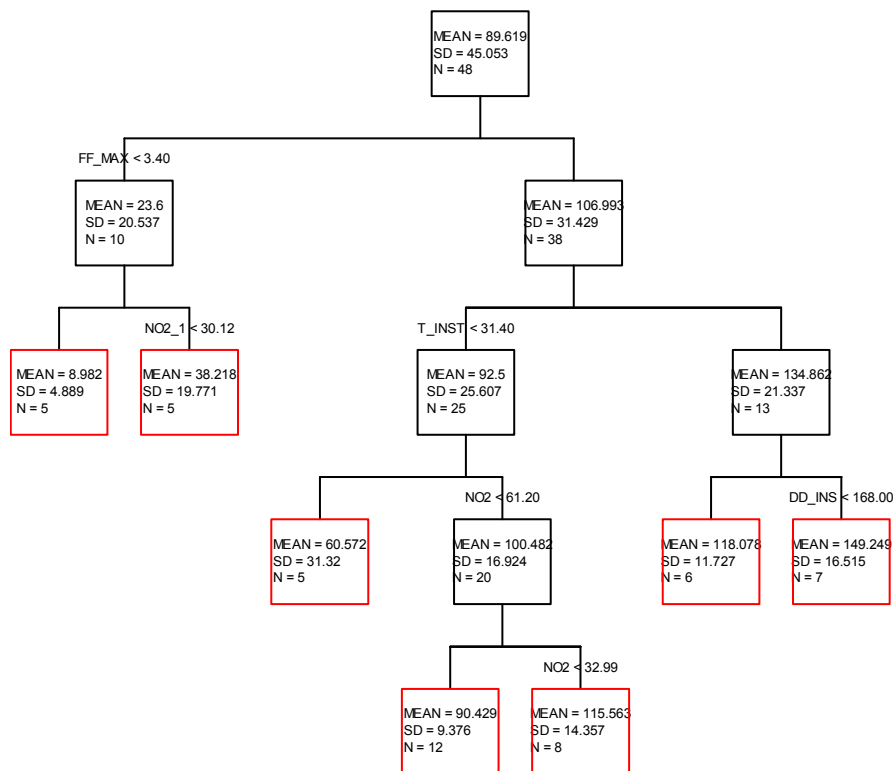 MEAN = 89.619
SD = 45.053
N = 48
FF_MAX < 3.40
MEAN = 23.6
SD = 20.537
N = 10
MEAN = 106.993
SD = 31.429
N = 38
NO2_1 < 30.12
T_INST < 31.40
MEAN = 8.982
SD = 4.889
N = 5
MEAN = 38.218
SD = 19.771
N = 5
MEAN = 92.5
SD = 25.607
N = 25
MEAN = 134.862
SD = 21.337
N = 13
NO2 < 61.20
DD_INS < 168.00
MEAN = 60.572
SD = 31.32
N = 5
MEAN = 100.482
SD = 16.924
N = 20
MEAN = 118.078
SD = 11.727
N = 6
MEAN = 149.249
SD = 16.515
N = 7
NO2 < 32.99
MEAN = 90.429
SD = 9.376
N = 12
MEAN = 115.563
SD = 14.357
N = 8